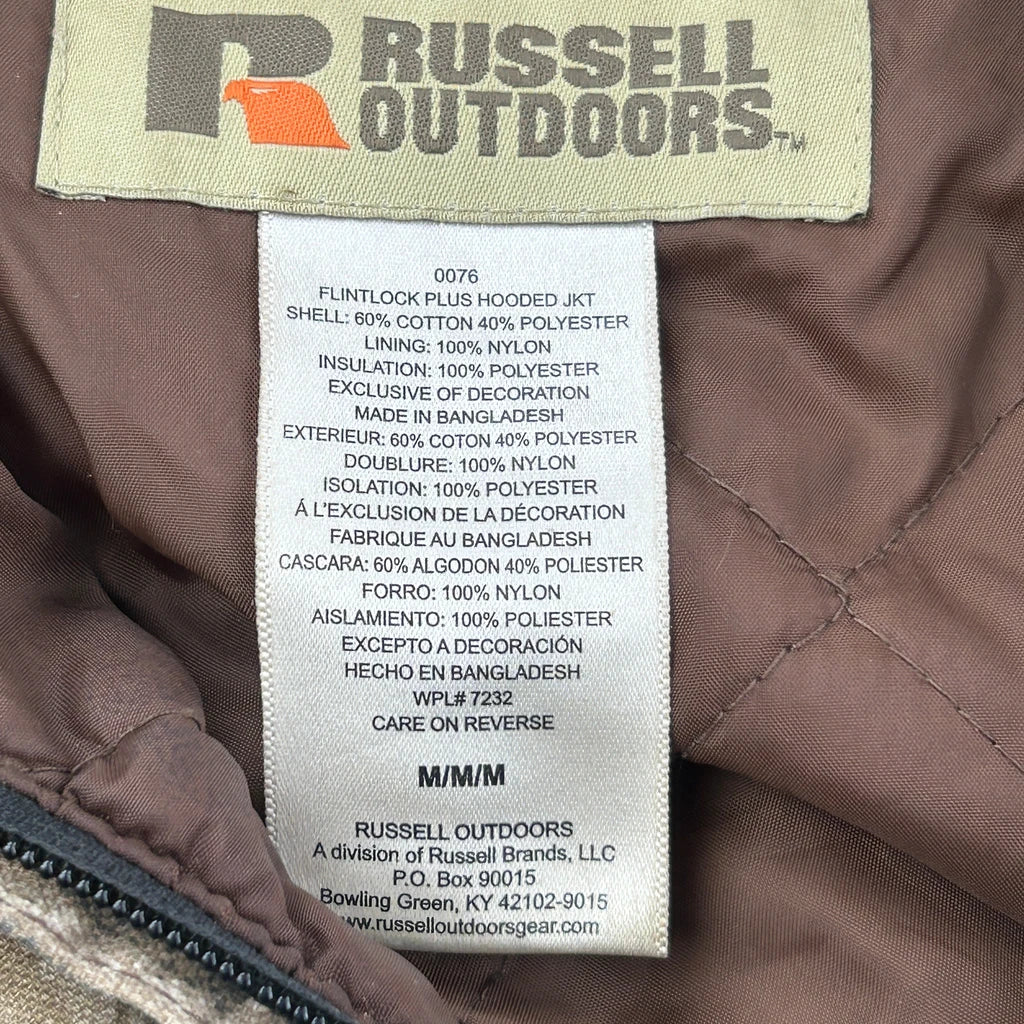 RUSSELL
OUTDOORS™
0076
FLINTLOCK PLUS HOODED JKT
SHELL: 60% COTTON 40% POLYESTER
LINING: 100% NYLON
INSULATION: 100% POLYESTER
EXCLUSIVE OF DECORATION
MADE IN BANGLADESH
EXTERIEUR: 60% COTON 40% POLYESTER
DOUBLURE: 100% NYLON
ISOLATION: 100% POLYESTER
Á L'EXCLUSION DE LA DÉCORATION
FABRIQUE AU BANGLADESH
CASCARA: 60% ALGODON 40% POLIESTER
FORRO: 100% NYLON
AISLAMIENTO: 100% POLIESTER
EXCEPTO A DECORACIÓN
HECHO EN BANGLADESH
WPL# 7232
CARE ON REVERSE
M/M/M
RUSSELL OUTDOORS
A division of Russell Brands, LLC
P.O. Box 90015
Bowling Green, KY 42102-9015
www.russelloutdoorsgear.com